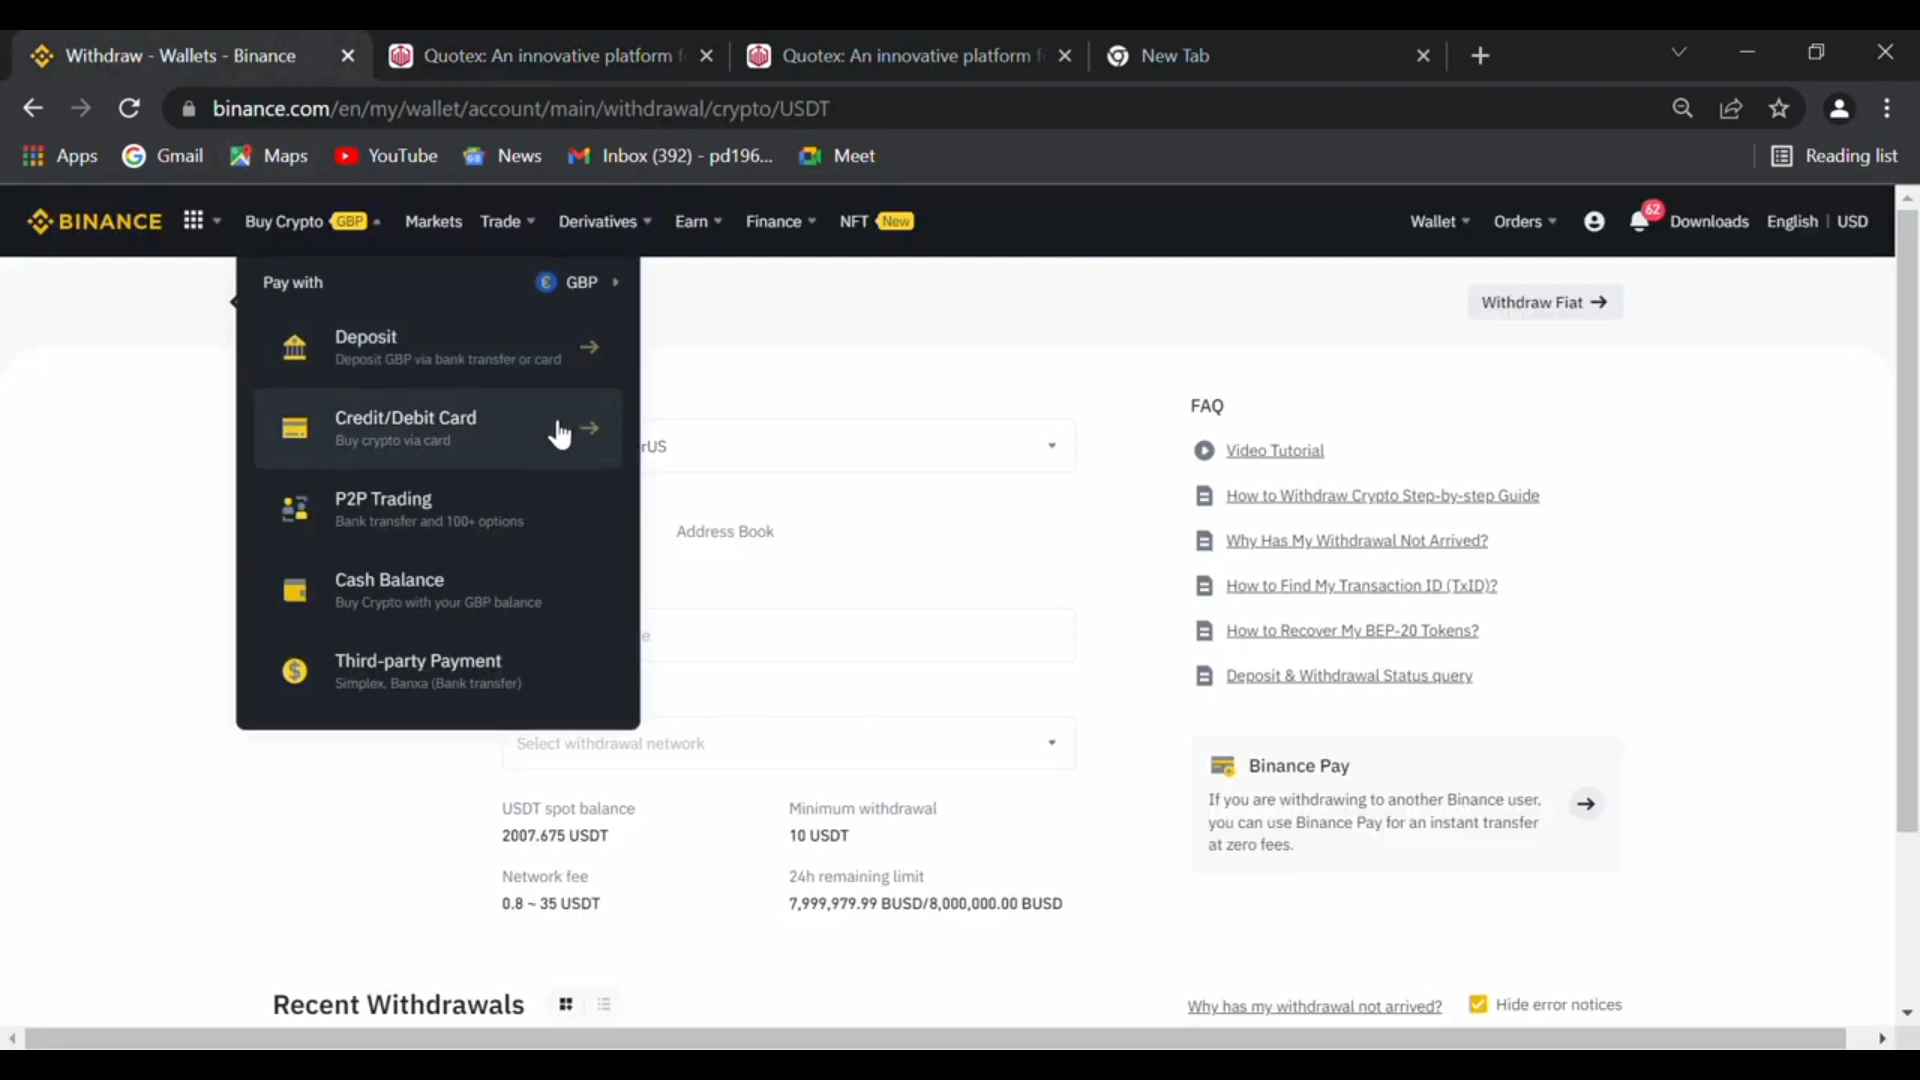 Withdraw - Wallets - Binance
Quotex: An innovative platform f
Quotex: An innovative platform f
New Tab
binance.com/en/my/wallet/account/main/withdrawal/crypto/USDT
Apps
Gmail
Maps
YouTube
News
Inbox (392) - pd196...
Meet
Reading list
BINANCE
Buy Crypto GBP
Markets
Trade
Derivatives
Earn
Finance
NFT New
Wallet
Orders
62
Downloads
English | USD
Pay with
GBP
Withdraw Fiat
Deposit
Deposit GBP via bank transfer or card
Credit/Debit Card
Buy crypto via card
rUS
P2P Trading
Bank transfer and 100+ options
Address Book
Cash Balance
Buy Crypto with your GBP balance
e
Third-party Payment
Simplex, Banxa (Bank transfer)
Select withdrawal network
USDT spot balance
2007.675 USDT
Minimum withdrawal
10 USDT
Network fee
0.8 ~ 35 USDT
24h remaining limit
7,999,979.99 BUSD/8,000,000.00 BUSD
FAQ
Video Tutorial
How to Withdraw Crypto Step-by-step Guide
Why Has My Withdrawal Not Arrived?
How to Find My Transaction ID (TxID)?
How to Recover My BEP-20 Tokens?
Deposit & Withdrawal Status query
Binance Pay
If you are withdrawing to another Binance user,
you can use Binance Pay for an instant transfer
at zero fees.
Recent Withdrawals
Why has my withdrawal not arrived?
Hide error notices